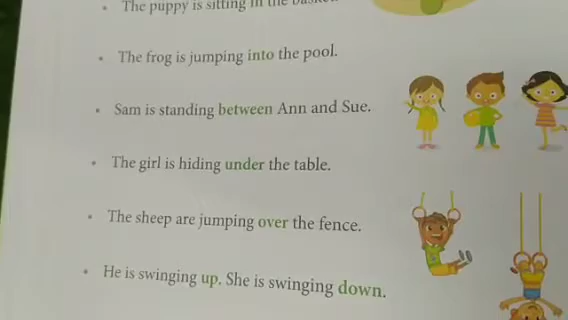 • The puppy is sitting in the basket.
• The frog is jumping into the pool.
• Sam is standing between Ann and Sue.
• The girl is hiding under the table.
• The sheep are jumping over the fence.
• He is swinging up. She is swinging down.